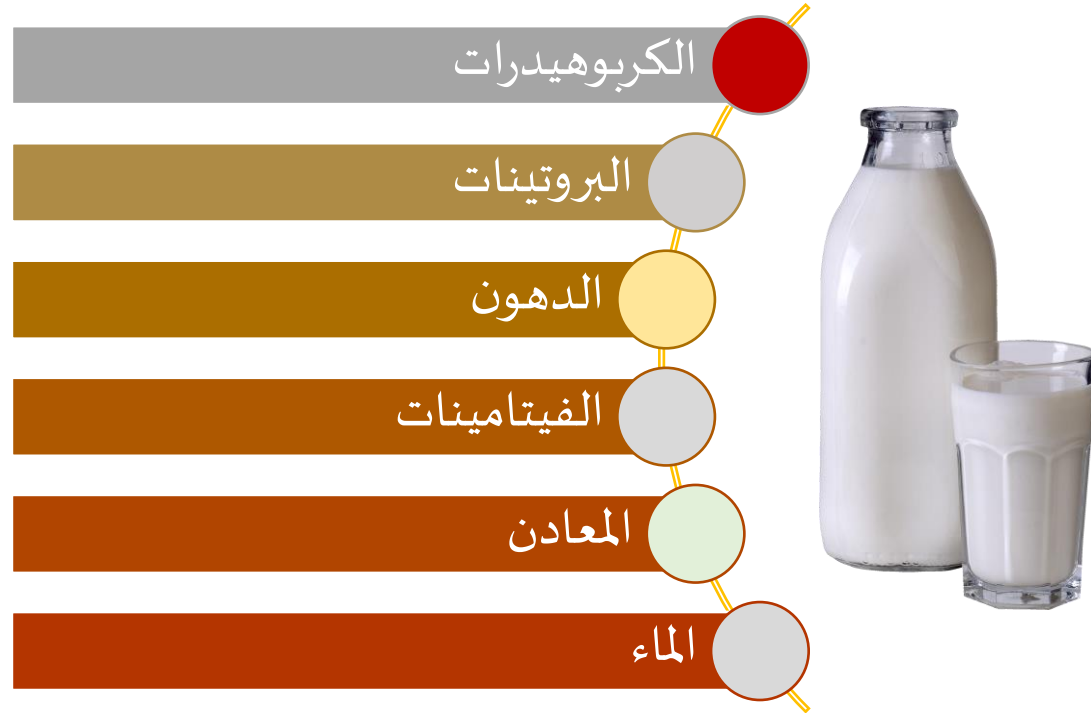 الكربوهيدرات
البروتينات
الدهون
الفيتامينات
المعادن
الماء